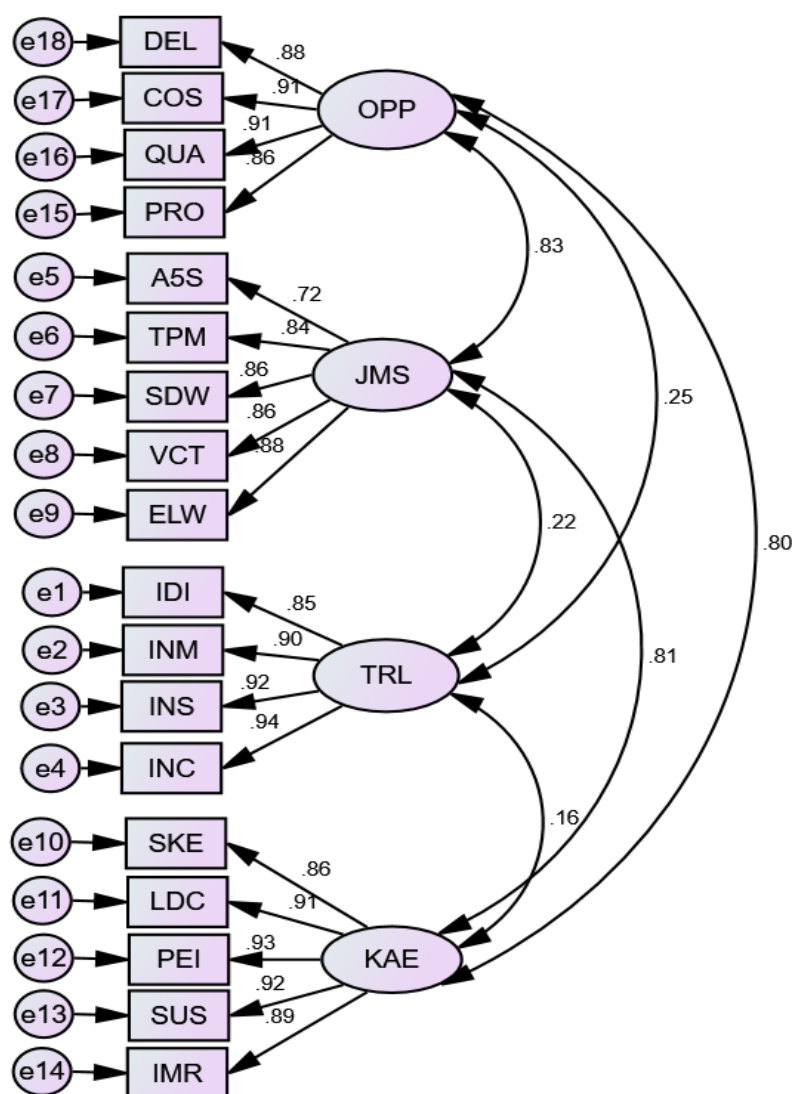 e18 DEL .88
e17 COS .91 OPP
e16 QUA .91
e15 PRO .86
.83
e5 A5S .72
e6 TPM .84
e7 SDW .86 JMS
.25
e8 VCT .86
e9 ELW .88
.22
.80
e1 IDI .85
e2 INM .90
.81
e3 INS .92 TRL
e4 INC .94
.16
e10 SKE .86
e11 LDC .91
e12 PEI .93 KAE
e13 SUS .92
e14 IMR .89